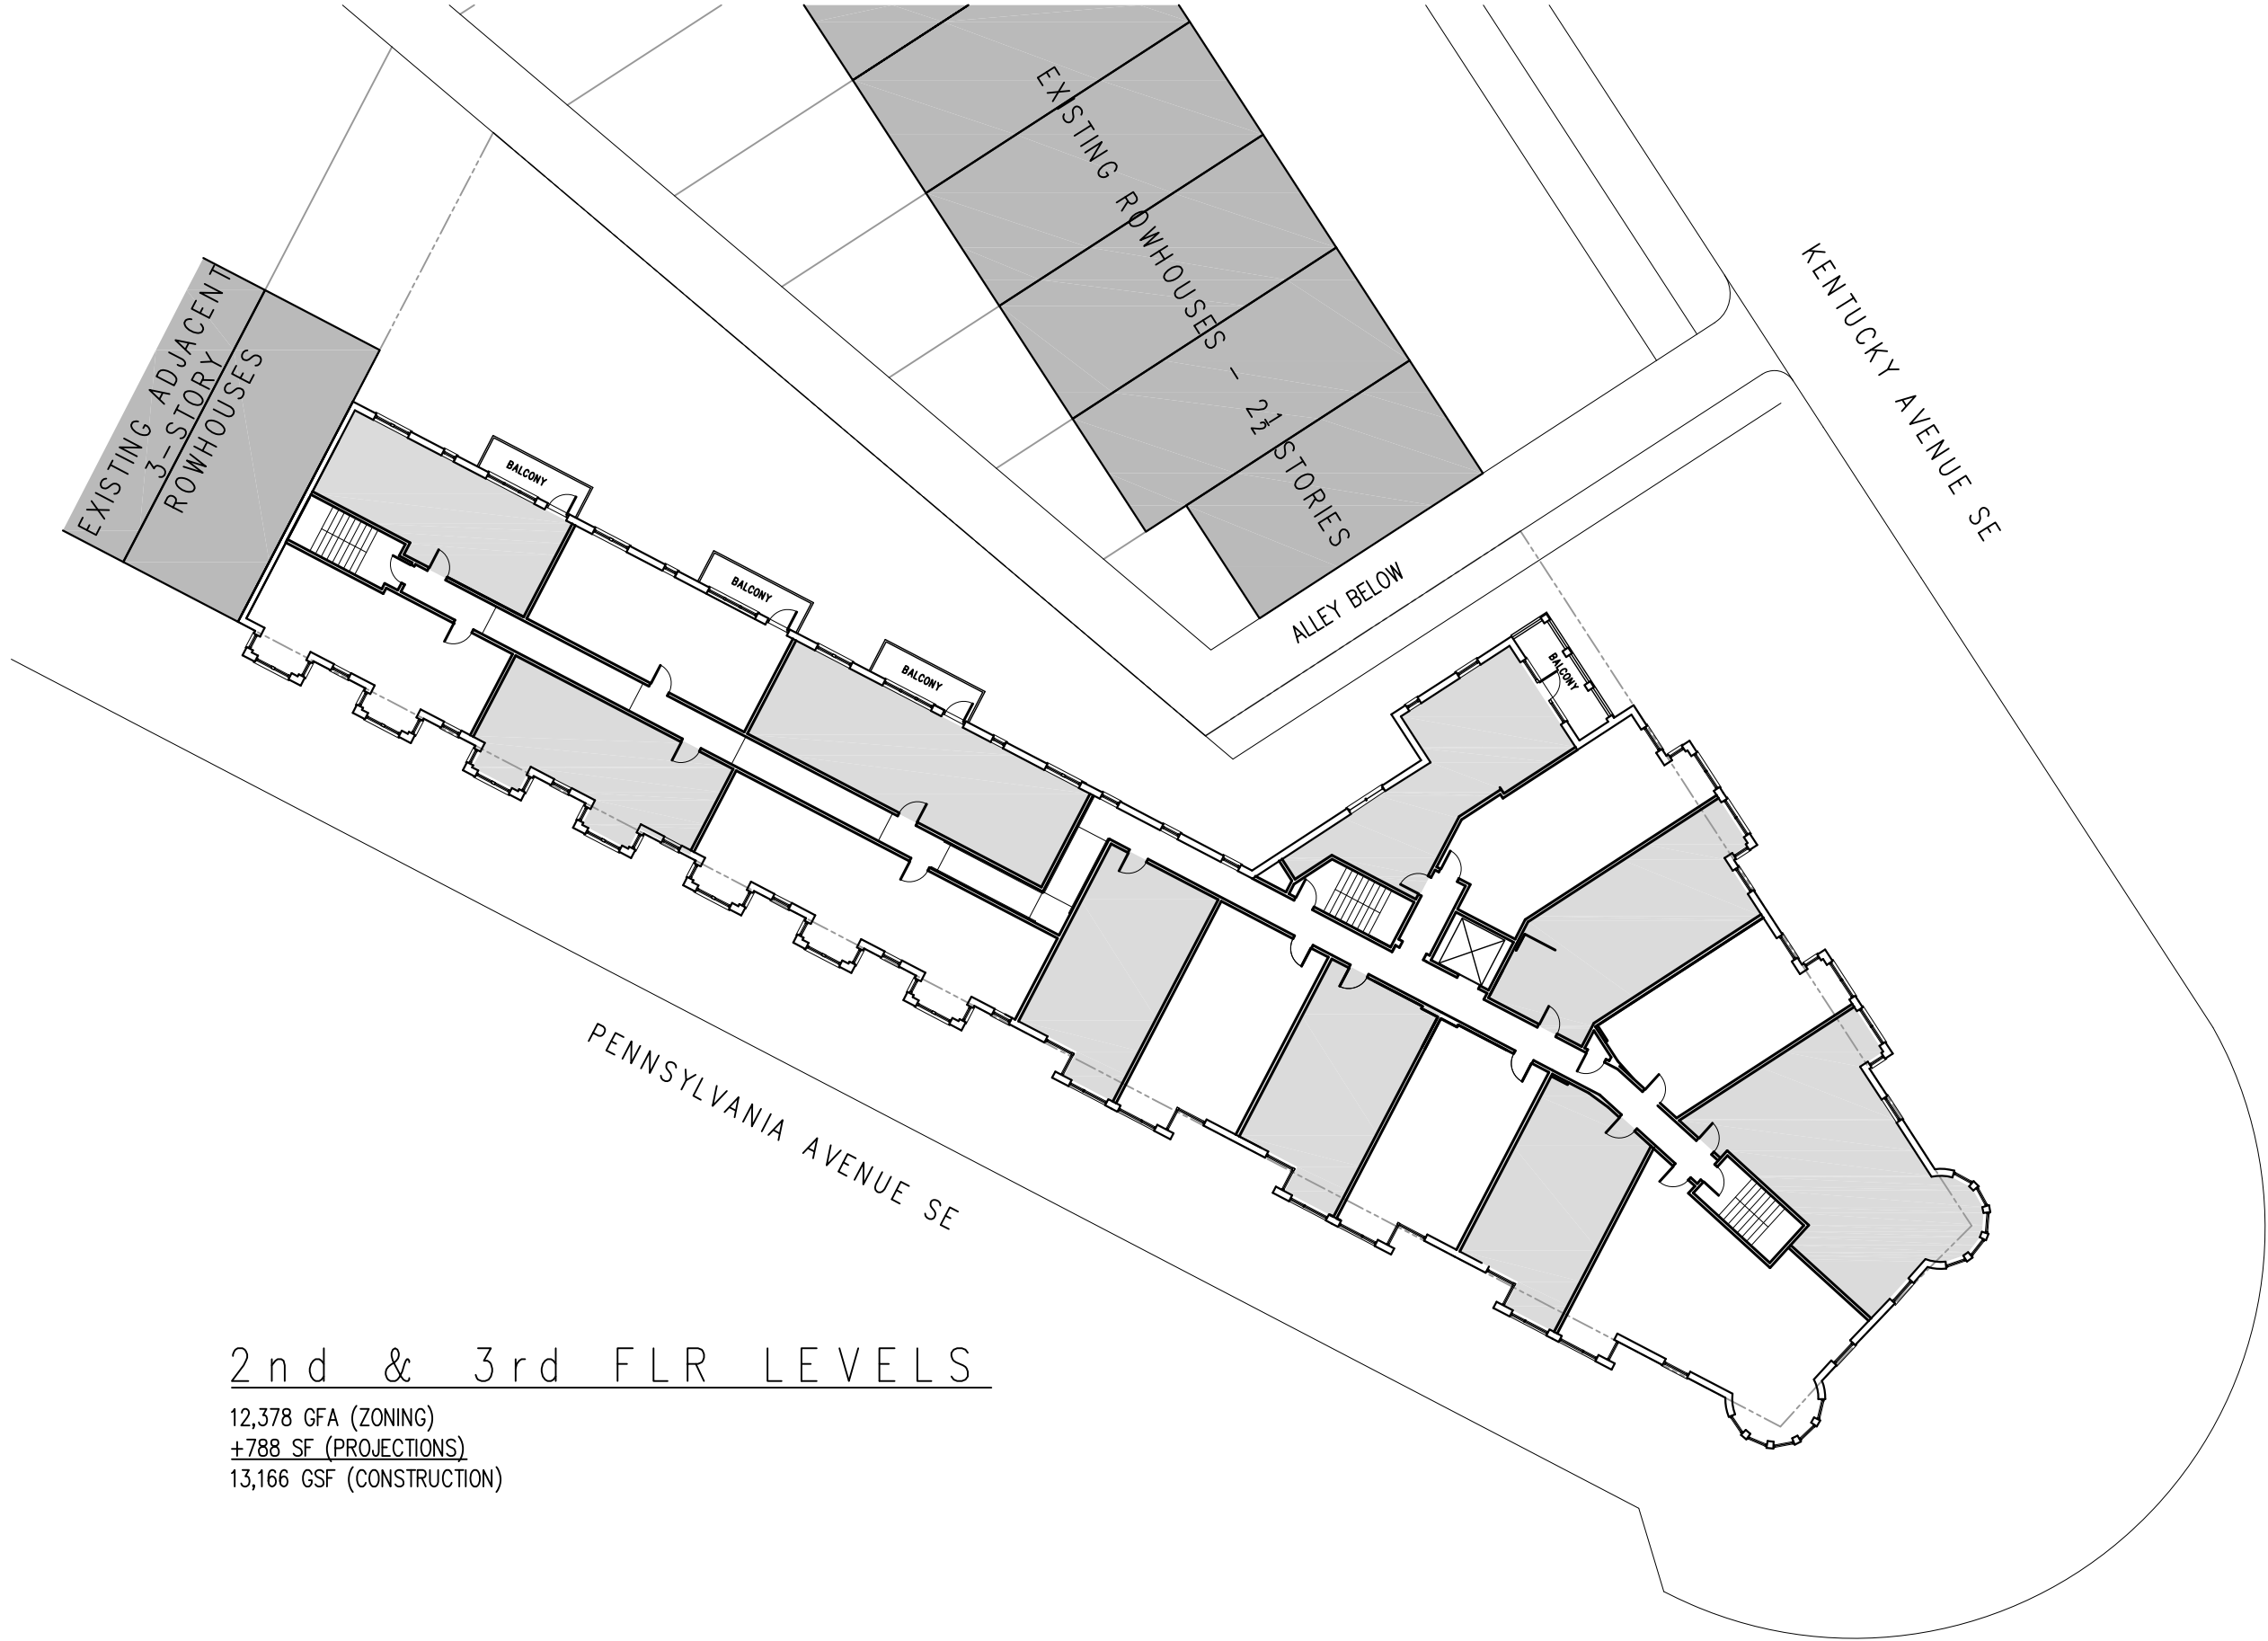 EXISTING ROWHOUSES - 2½ STORIES
KENTUCKY AVENUE SE
EXISTING ADJACENT
3-STORY
ROWHOUSES
BALCONY
BALCONY
BALCONY
ALLEY BELOW
BALCONY
PENNSYLVANIA AVENUE SE
2nd & 3rd FLR LEVELS
12,378 GFA (ZONING)
+788 SF (PROJECTIONS)
13,166 GSF (CONSTRUCTION)